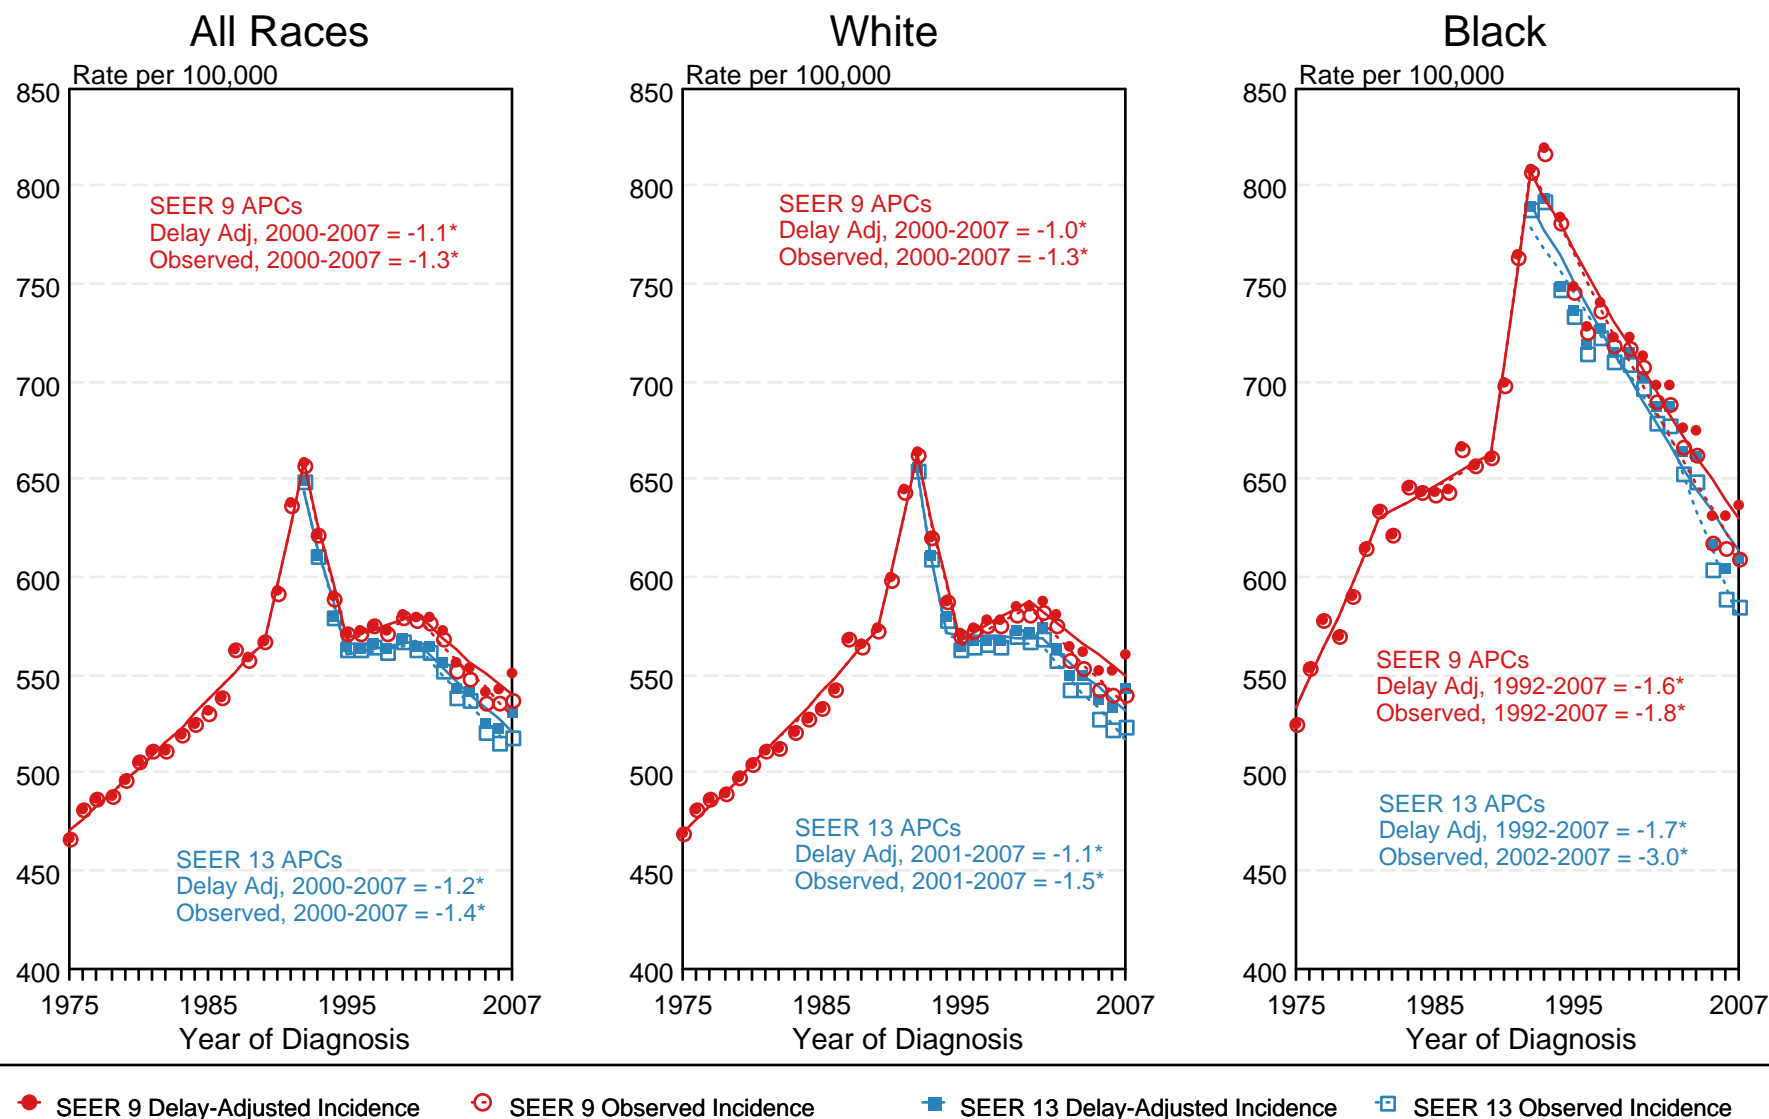 All Races
Rate per 100,000
850
800
750
700
650
600
550
500
450
400
SEER 9 APCs
Delay Adj, 2000-2007 = -1.1*
Observed, 2000-2007 = -1.3*
SEER 13 APCs
Delay Adj, 2000-2007 = -1.2*
Observed, 2000-2007 = -1.4*
1975 1985 1995 2007
Year of Diagnosis
White
Rate per 100,000
850
800
750
700
650
600
550
500
450
400
SEER 9 APCs
Delay Adj, 2000-2007 = -1.0*
Observed, 2000-2007 = -1.3*
SEER 13 APCs
Delay Adj, 2001-2007 = -1.1*
Observed, 2001-2007 = -1.5*
1975 1985 1995 2007
Year of Diagnosis
Black
Rate per 100,000
850
800
750
700
650
600
550
500
450
400
SEER 9 APCs
Delay Adj, 1992-2007 = -1.6*
Observed, 1992-2007 = -1.8*
SEER 13 APCs
Delay Adj, 1992-2007 = -1.7*
Observed, 2002-2007 = -3.0*
1975 1985 1995 2007
Year of Diagnosis
SEER 9 Delay-Adjusted Incidence SEER 9 Observed Incidence SEER 13 Delay-Adjusted Incidence SEER 13 Observed Incidence